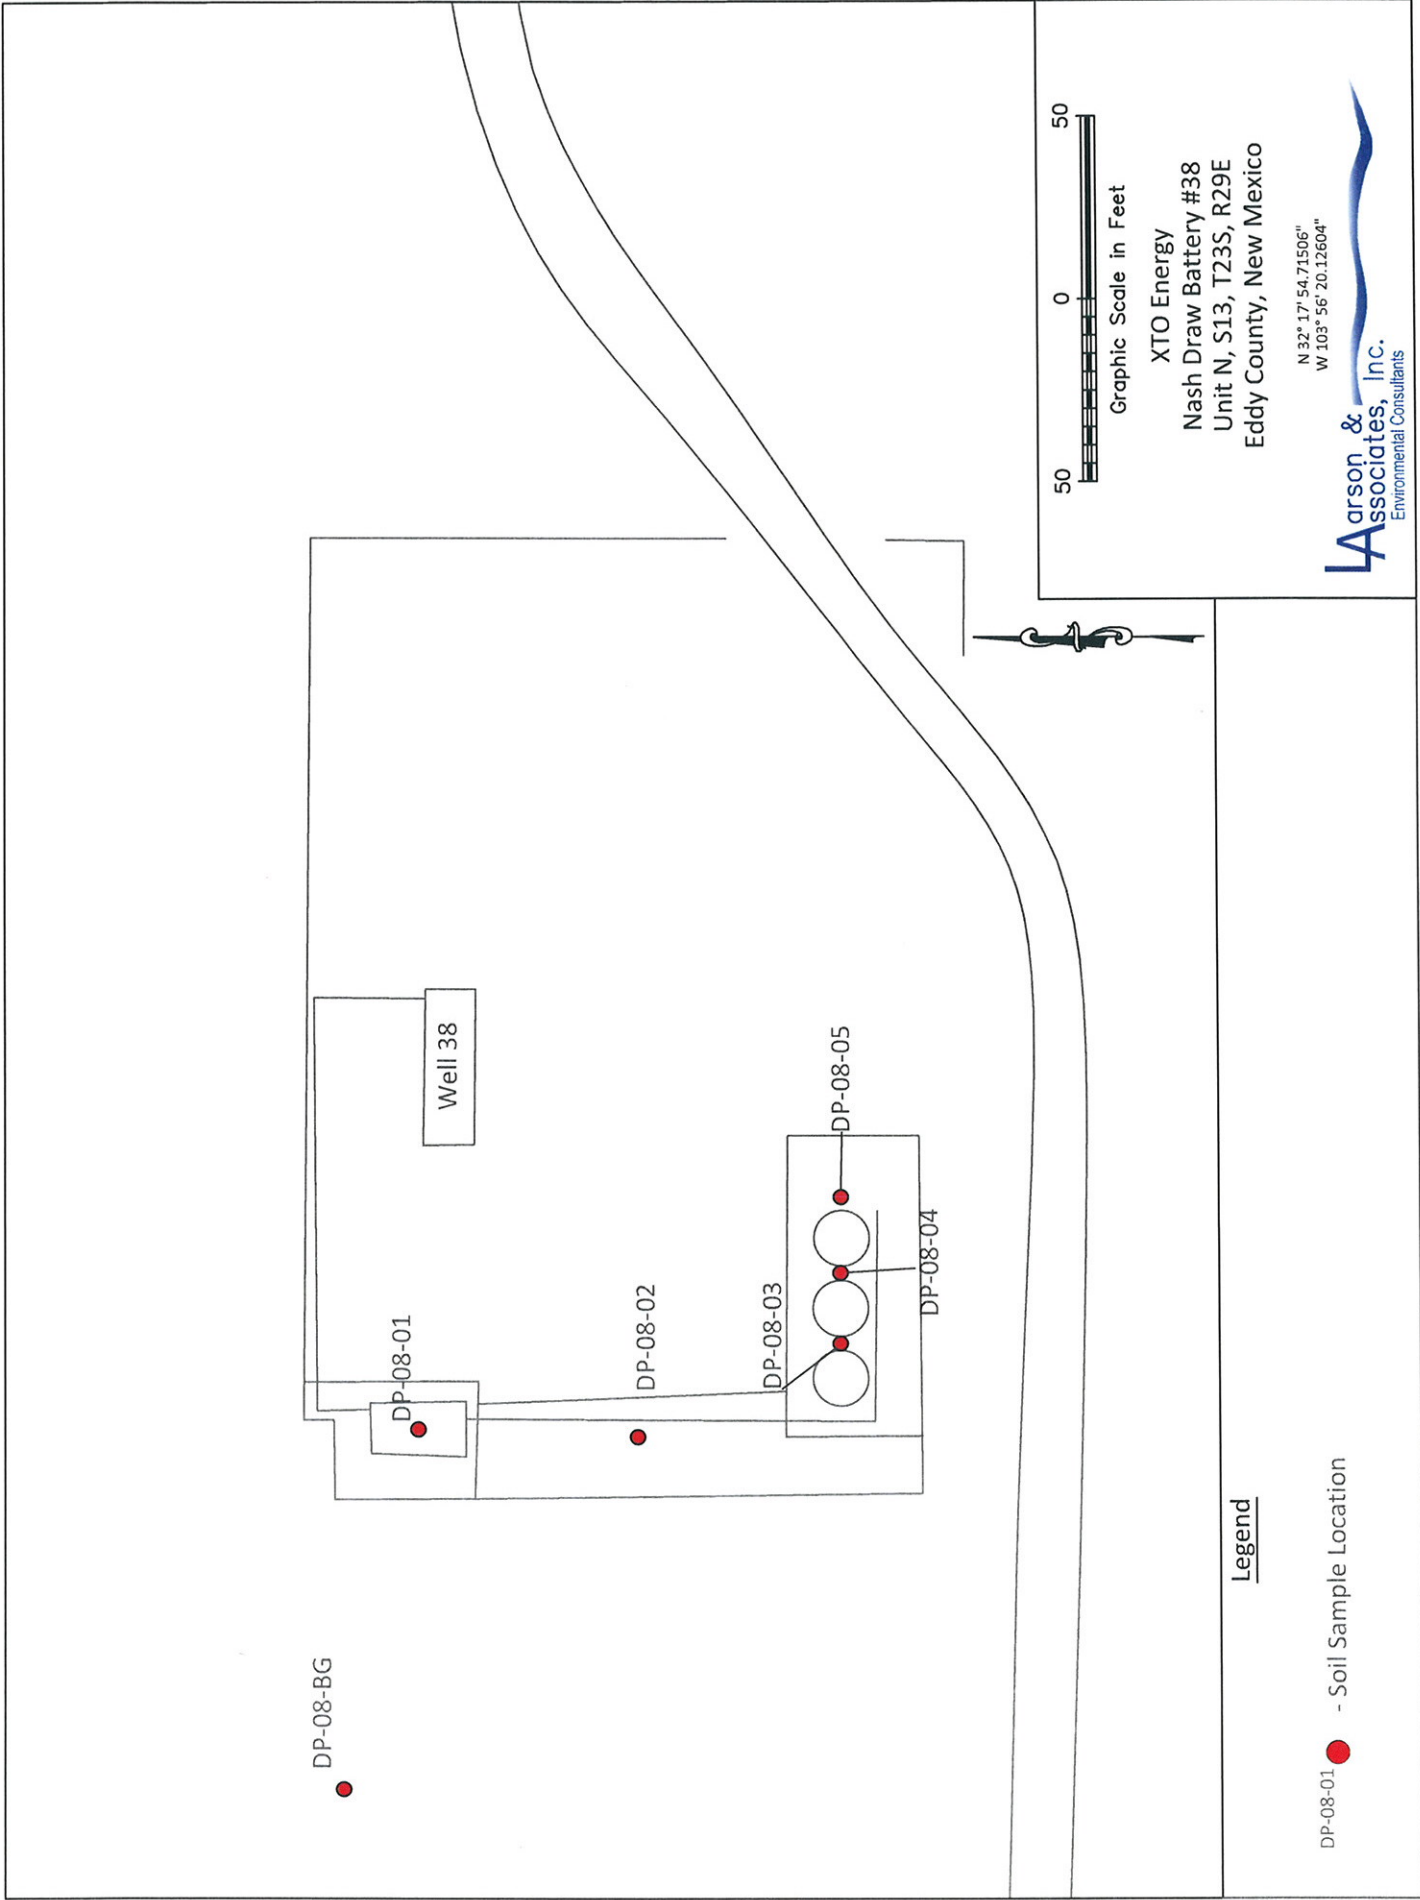 DP-08-BG
DP-08-01
Well 38
DP-08-02
DP-08-03
DP-08-05
DP-08-04
Legend
DP-08-01 - Soil Sample Location
50 0 50
Graphic Scale in Feet
XTO Energy
Nash Draw Battery #38
Unit N, S13, T23S, R29E
Eddy County, New Mexico
N 32° 17' 54.71506"
W 103° 56' 20.12604"
Larson &
Associates, Inc.
Environmental Consultants